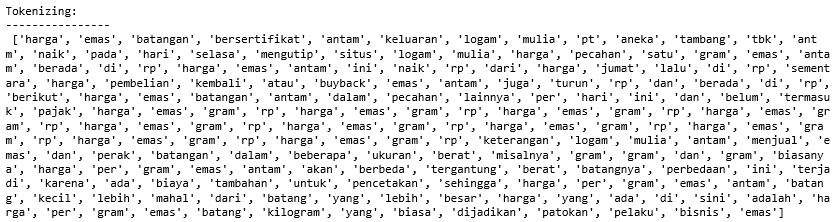 Tokenizing:
----------------
 ['harga', 'emas', 'batangan', 'bersertifikat', 'antam', 'keluaran', 'logam', 'mulia', 'pt', 'aneka', 'tambang', 'tbk', 'ant
m', 'naik', 'pada', 'hari', 'selasa', 'mengutip', 'situs', 'logam', 'mulia', 'harga', 'pecahan', 'satu', 'gram', 'emas', 'anta
m', 'berada', 'di', 'rp', 'harga', 'emas', 'antam', 'ini', 'naik', 'rp', 'dari', 'harga', 'jumat', 'lalu', 'di', 'rp', 'sement
ara', 'harga', 'pembelian', 'kembali', 'atau', 'buyback', 'emas', 'antam', 'juga', 'turun', 'rp', 'dan', 'berada', 'di', 'rp',
'berikut', 'harga', 'emas', 'batangan', 'antam', 'dalam', 'pecahan', 'lainnya', 'per', 'hari', 'ini', 'dan', 'belum', 'termasu
k', 'pajak', 'harga', 'emas', 'gram', 'rp', 'harga', 'emas', 'gram', 'rp', 'harga', 'emas', 'gram', 'rp', 'harga', 'emas', 'gr
am', 'rp', 'harga', 'emas', 'gram', 'rp', 'harga', 'emas', 'gram', 'rp', 'harga', 'emas', 'gram', 'rp', 'harga', 'emas', 'gra
m', 'rp', 'harga', 'emas', 'gram', 'rp', 'harga', 'emas', 'gram', 'rp', 'keterangan', 'logam', 'mulia', 'antam', 'menjual', 'e
mas', 'dan', 'perak', 'batangan', 'dalam', 'beberapa', 'ukuran', 'berat', 'misalnya', 'gram', 'gram', 'dan', 'gram', 'biasany
a', 'harga', 'per', 'gram', 'emas', 'antam', 'akan', 'berbeda', 'tergantung', 'berat', 'batangnya', 'perbedaan', 'ini', 'terja
di', 'karena', 'ada', 'biaya', 'tambahan', 'untuk', 'pencetakan', 'sehingga', 'harga', 'per', 'gram', 'emas', 'antam', 'batan
g', 'kecil', 'lebih', 'mahal', 'dari', 'batang', 'yang', 'lebih', 'besar', 'harga', 'yang', 'ada', 'di', 'sini', 'adalah', 'ha
rga', 'per', 'gram', 'emas', 'batang', 'kilogram', 'yang', 'biasa', 'dijadikan', 'patokan', 'pelaku', 'bisnis', 'emas']